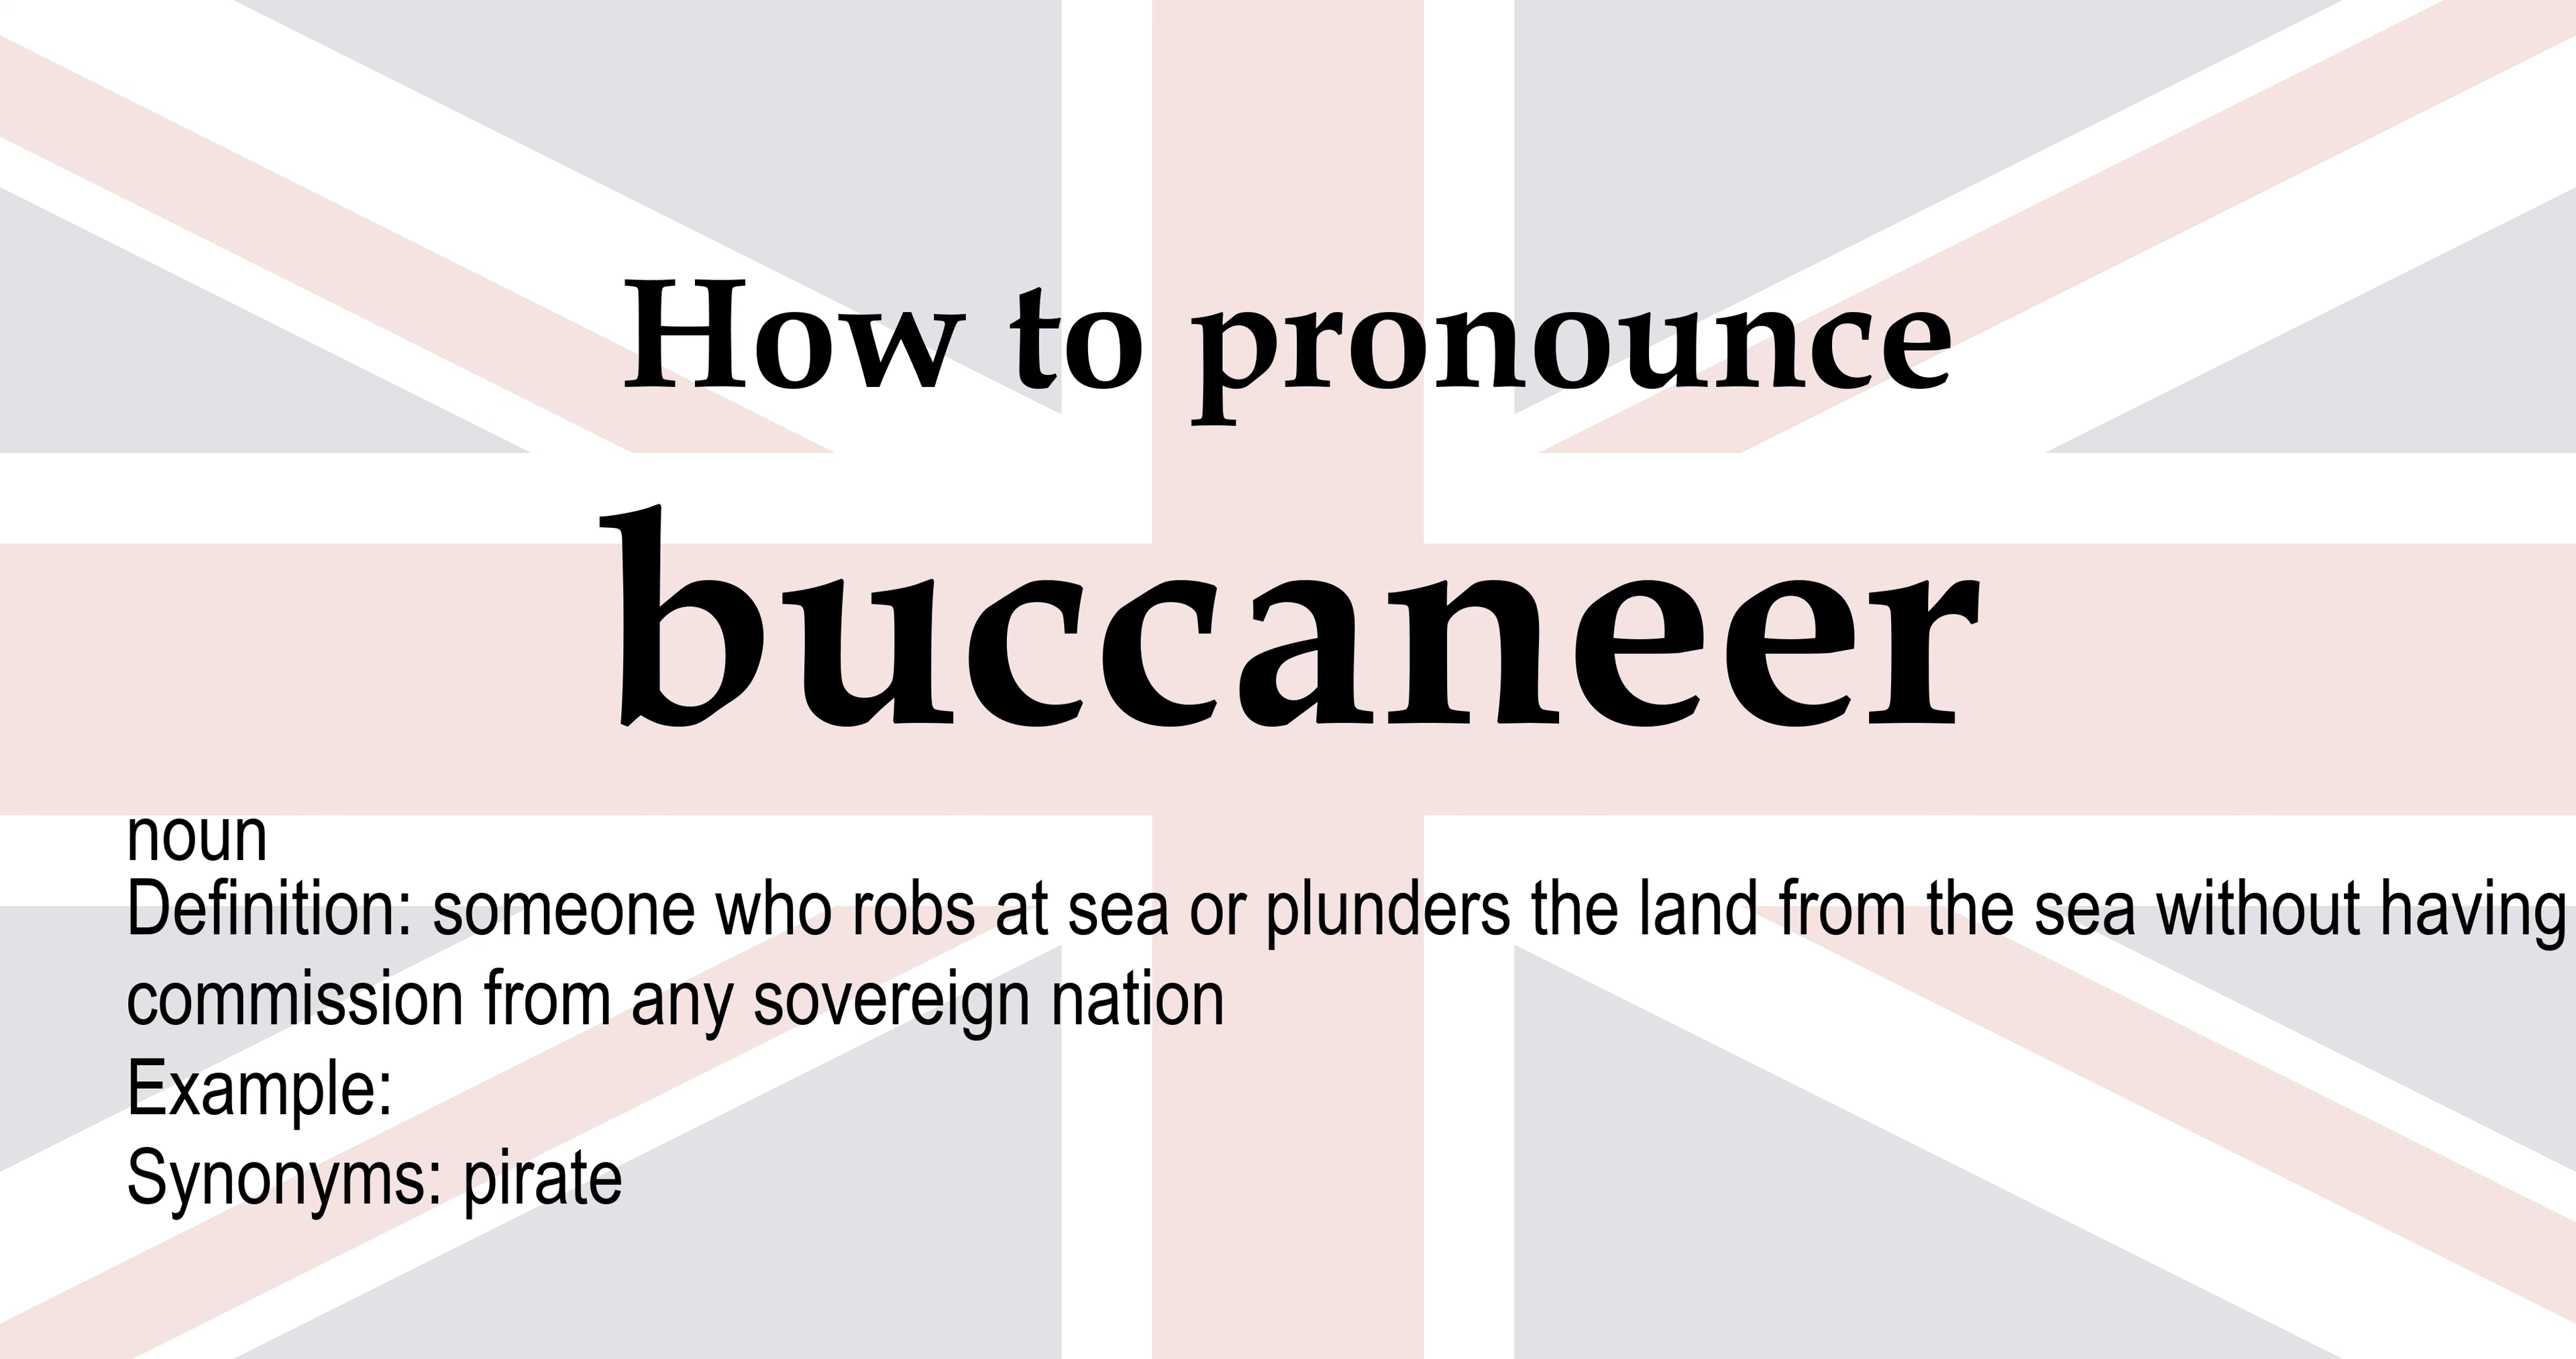 How to pronounce
buccaneer
noun
Definition: someone who robs at sea or plunders the land from the sea without having
commission from any sovereign nation
Example:
Synonyms: pirate